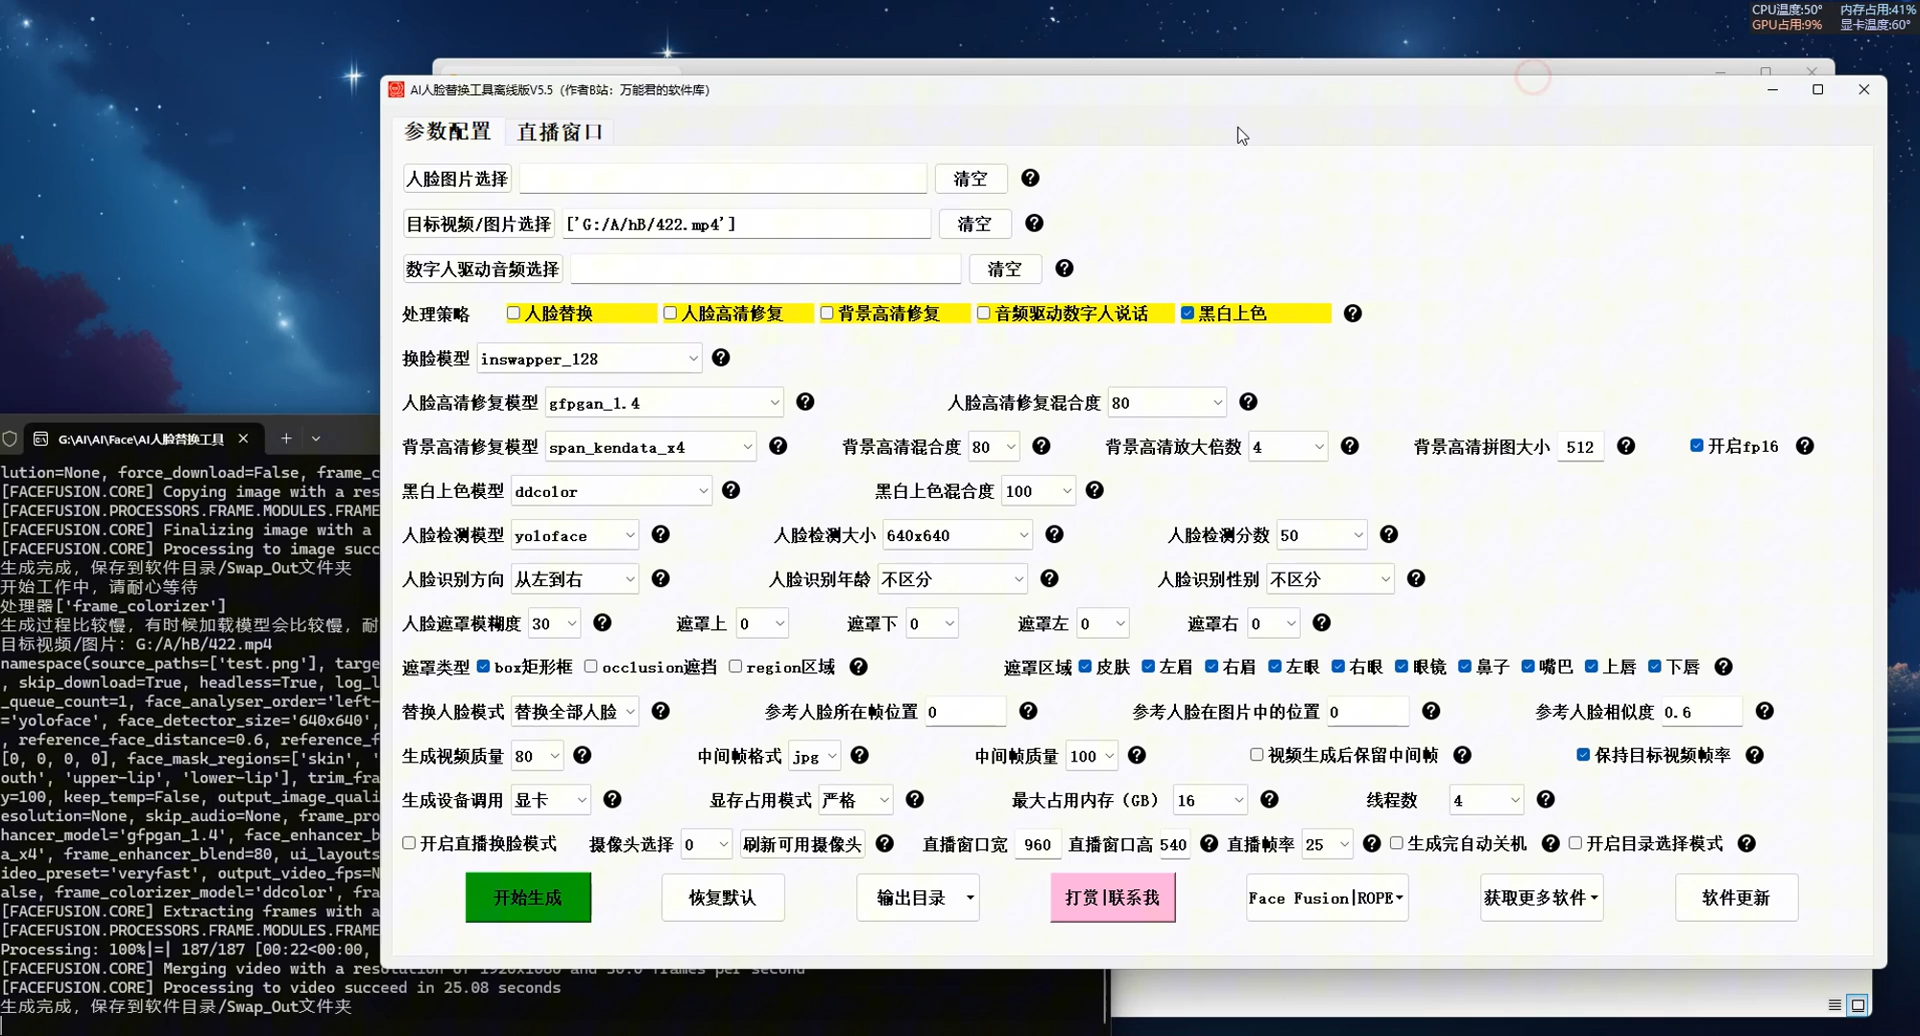 CPU温度:50° 内存占用:41%
GPU占用:9% 显卡温度:60°
AI人脸替换工具离线版V5.5（作者B站：万能君的软件库）
参数配置 直播窗口
人脸图片选择 清空
目标视频/图片选择 ['G:/A/hB/422.mp4'] 清空
数字人驱动音频选择 清空
处理策略 人脸替换 人脸高清修复 背景高清修复 音频驱动数字人说话 黑白上色
换脸模型 inswapper_128
人脸高清修复模型 gfpgan_1.4 人脸高清修复混合度 80
背景高清修复模型 span_kendata_x4 背景高清混合度 80 背景高清放大倍数 4 背景高清拼图大小 512 开启fp16
黑白上色模型 ddcolor 黑白上色混合度 100
人脸检测模型 yoloface 人脸检测大小 640x640 人脸检测分数 50
人脸识别方向 从左到右 人脸识别年龄 不区分 人脸识别性别 不区分
人脸遮罩模糊度 30 遮罩上 0 遮罩下 0 遮罩左 0 遮罩右 0
遮罩类型 box矩形框 occlusion遮挡 region区域 遮罩区域 皮肤 左眉 右眉 左眼 右眼 眼镜 鼻子 嘴巴 上唇 下唇
替换人脸模式 替换全部人脸 参考人脸所在帧位置 0 参考人脸在图片中的位置 0 参考人脸相似度 0.6
生成视频质量 80 中间帧格式 jpg 中间帧质量 100 视频生成后保留中间帧 保持目标视频帧率
生成设备调用 显卡 显存占用模式 严格 最大占用内存（GB） 16 线程数 4
开启直播换脸模式 摄像头选择 0 刷新可用摄像头 直播窗口宽 960 直播窗口高 540 直播帧率 25 生成完自动关机 开启目录选择模式
开始生成 恢复默认 输出目录 打赏|联系我 Face Fusion|ROPE 获取更多软件 软件更新
G:\AI\AI\Face\AI人脸替换工具
lution=None, force_download=False, frame_c
[FACEFUSION.CORE] Copying image with a res
[FACEFUSION.PROCESSORS.FRAME.MODULES.FRAME
[FACEFUSION.CORE] Finalizing image with a
[FACEFUSION.CORE] Processing to image succ
生成完成，保存到软件目录/Swap_Out文件夹
开始工作中，请耐心等待
处理器['frame_colorizer']
生成过程比较慢，有时候加载模型会比较慢，耐
目标视频/图片：G:/A/hB/422.mp4
namespace(source_paths=['test.png'], targe
, skip_download=True, headless=True, log_l
_queue_count=1, face_analyser_order='left-
='yoloface', face_detector_size='640x640',
, reference_face_distance=0.6, reference_f
[0, 0, 0, 0], face_mask_regions=['skin', '
outh', 'upper-lip', 'lower-lip'], trim_fra
y=100, keep_temp=False, output_image_quali
esolution=None, skip_audio=None, frame_pro
hancer_model='gfpgan_1.4', face_enhancer_b
a_x4', frame_enhancer_blend=80, ui_layouts
ideo_preset='veryfast', output_video_fps=N
alse, frame_colorizer_model='ddcolor', fra
[FACEFUSION.CORE] Extracting frames with a
[FACEFUSION.PROCESSORS.FRAME.MODULES.FRAME
Processing: 100%|=| 187/187 [00:22<00:00,
[FACEFUSION.CORE] Merging video with a resolution of 1920x1080 and 30.0 frames per second
[FACEFUSION.CORE] Processing to video succeed in 25.08 seconds
生成完成，保存到软件目录/Swap_Out文件夹